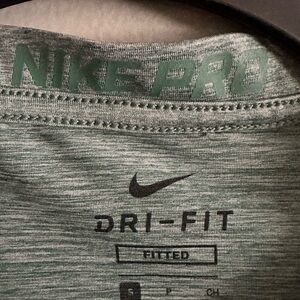 NIKE PRO
DRI-FIT
FITTED
S P CH